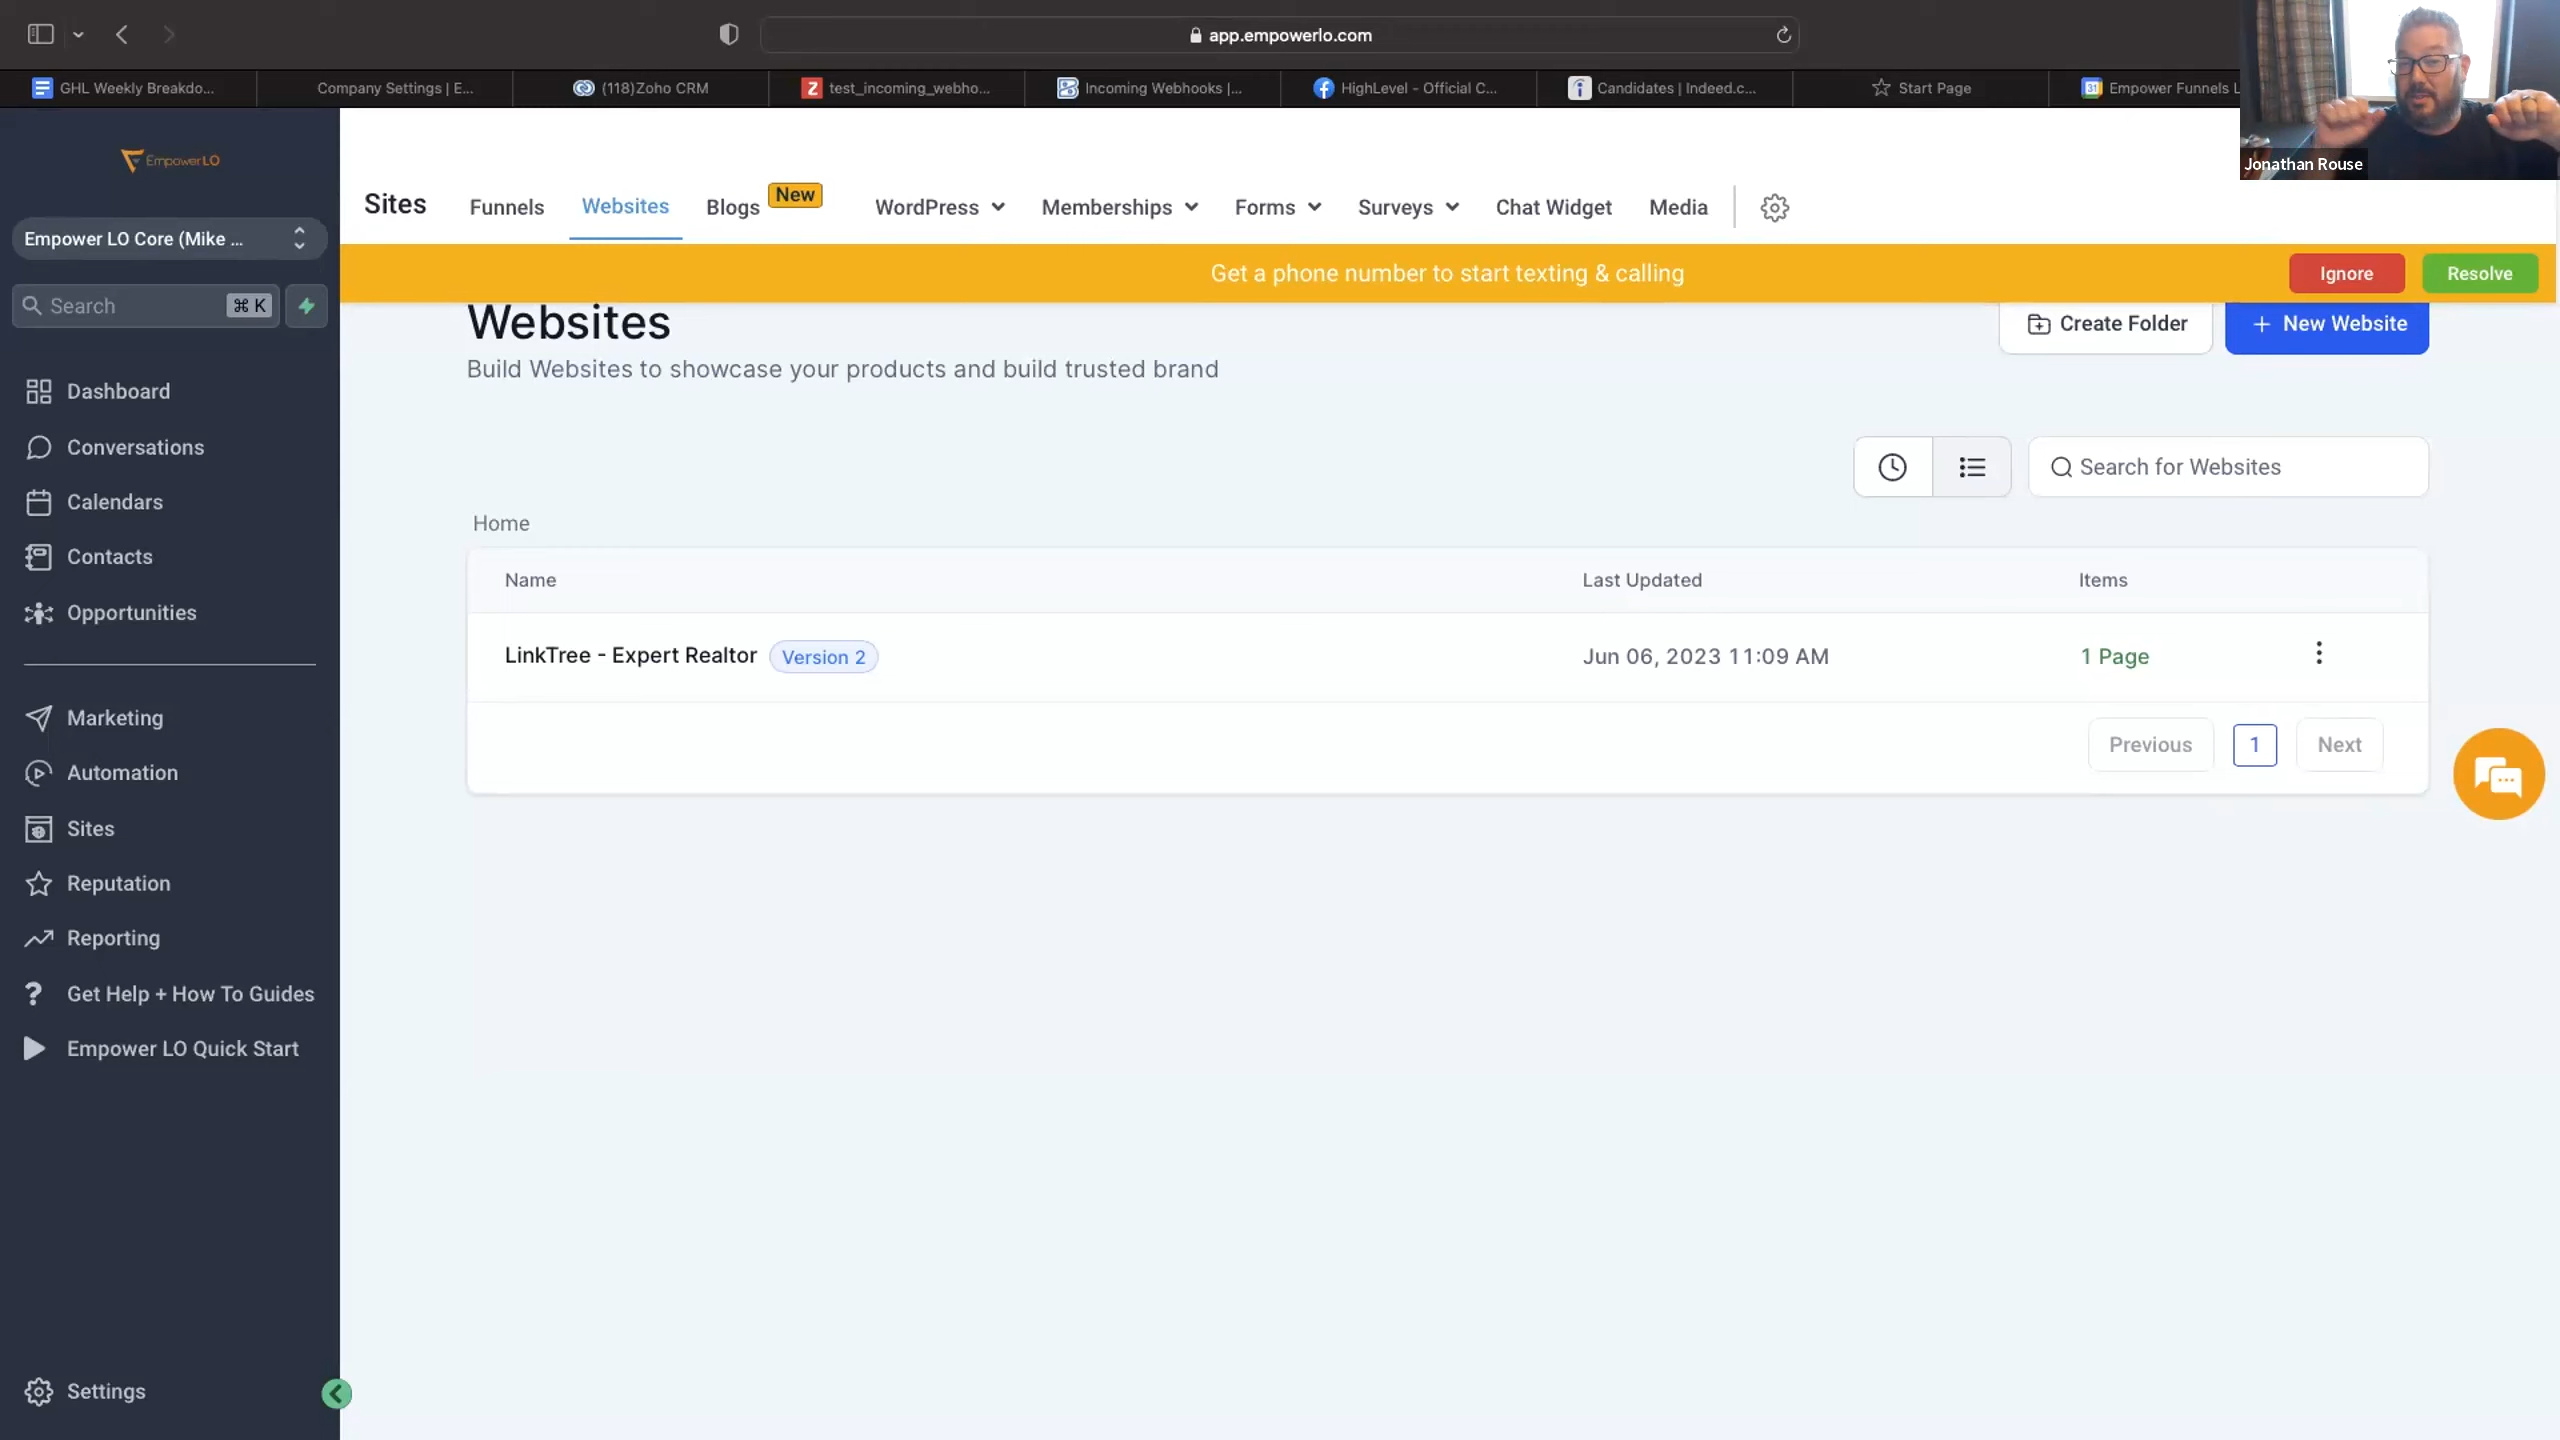 app.empowerlo.com
GHL Weekly Breakdo...
Company Settings | E...
(118)Zoho CRM
test_incoming_webho...
Incoming Webhooks |...
HighLevel - Official C...
Candidates | Indeed.c...
Start Page
31
Empower Funnels L
Jonathan Rouse
EmpowerLO
Empower LO Core (Mike ...
Search
⌘ K
Dashboard
Conversations
Calendars
Contacts
Opportunities
Marketing
Automation
Sites
Reputation
Reporting
Get Help + How To Guides
Empower LO Quick Start
Settings
Sites
Funnels
Websites
Blogs
New
WordPress
Memberships
Forms
Surveys
Chat Widget
Media
Get a phone number to start texting & calling
Ignore
Resolve
Websites
Build Websites to showcase your products and build trusted brand
Create Folder
+ New Website
Search for Websites
Home
Name
Last Updated
Items
LinkTree - Expert Realtor
Version 2
Jun 06, 2023 11:09 AM
1 Page
Previous
1
Next